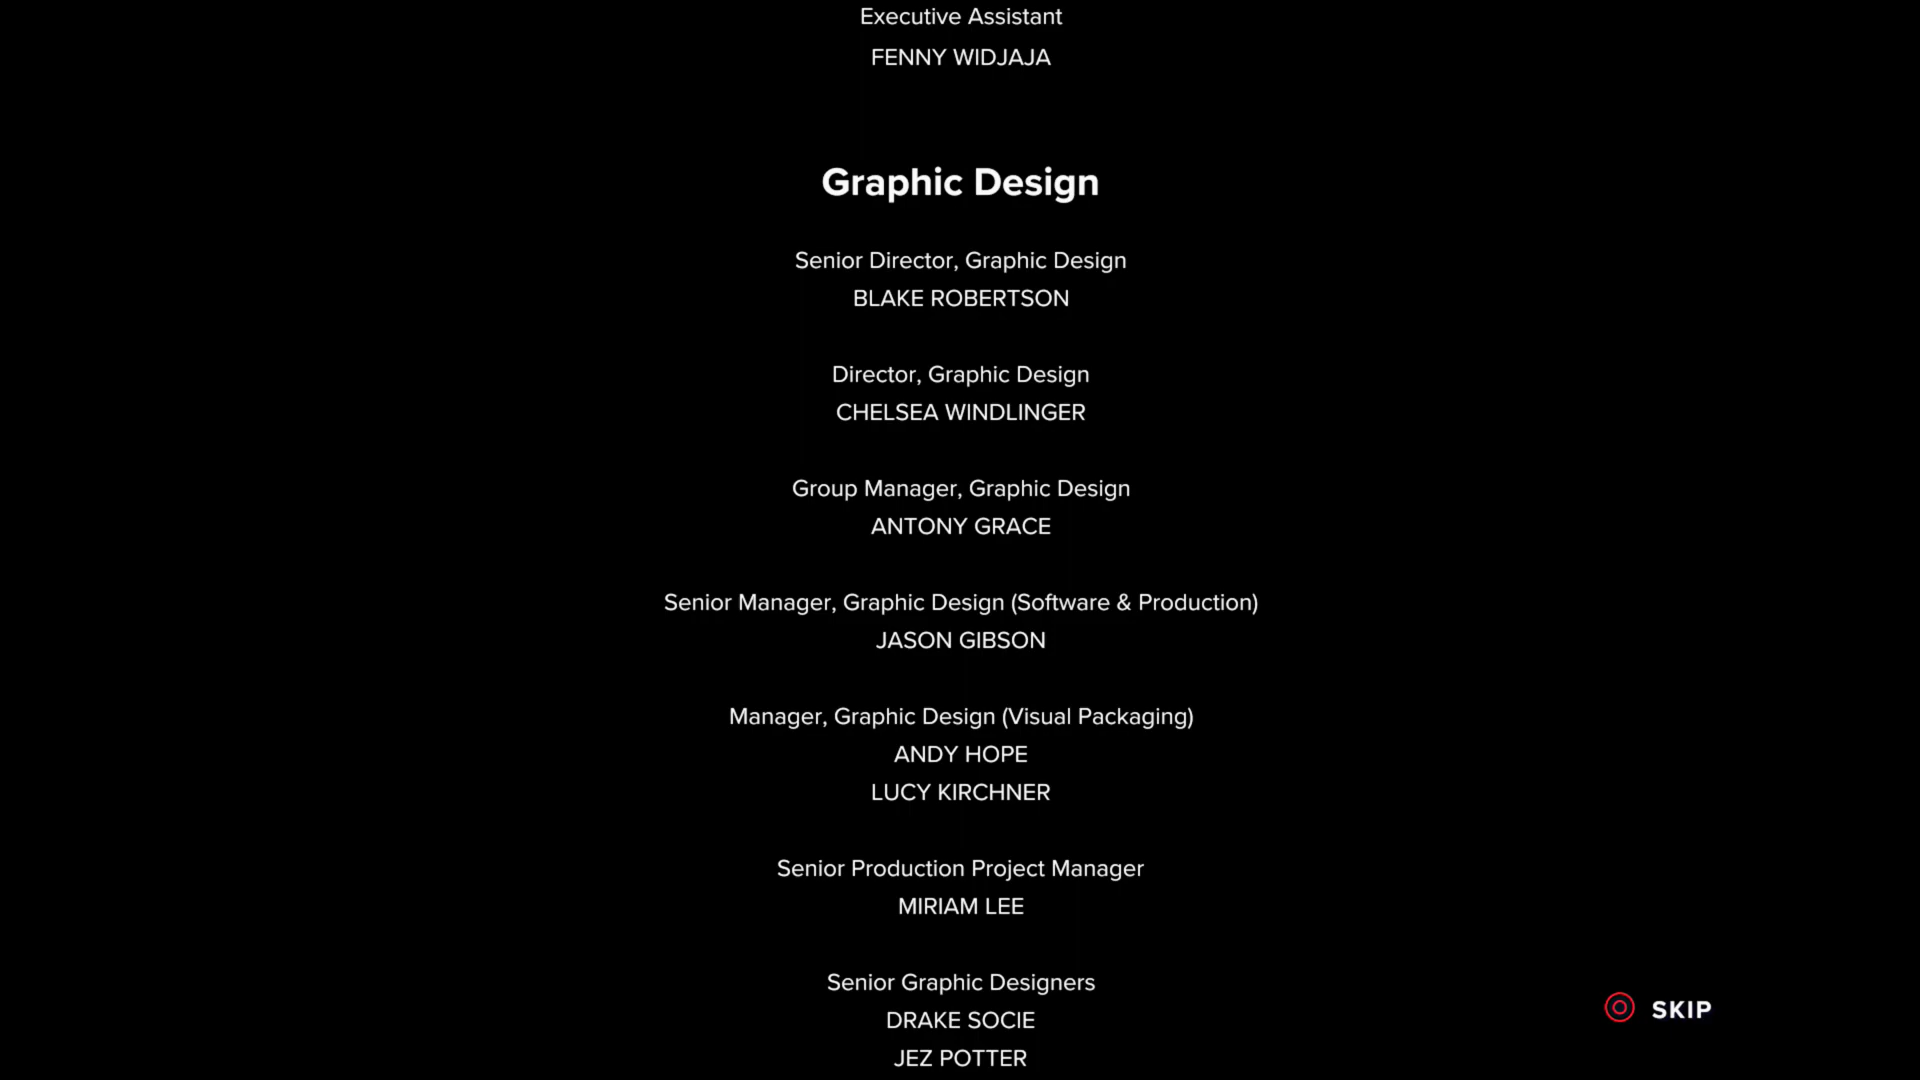 Executive Assistant
FENNY WIDJAJA
Graphic Design
Senior Director, Graphic Design
BLAKE ROBERTSON
Director, Graphic Design
CHELSEA WINDLINGER
Group Manager, Graphic Design
ANTONY GRACE
Senior Manager, Graphic Design (Software & Production)
JASON GIBSON
Manager, Graphic Design (Visual Packaging)
ANDY HOPE
LUCY KIRCHNER
Senior Production Project Manager
MIRIAM LEE
Senior Graphic Designers
DRAKE SOCIE
JEZ POTTER
SKIP